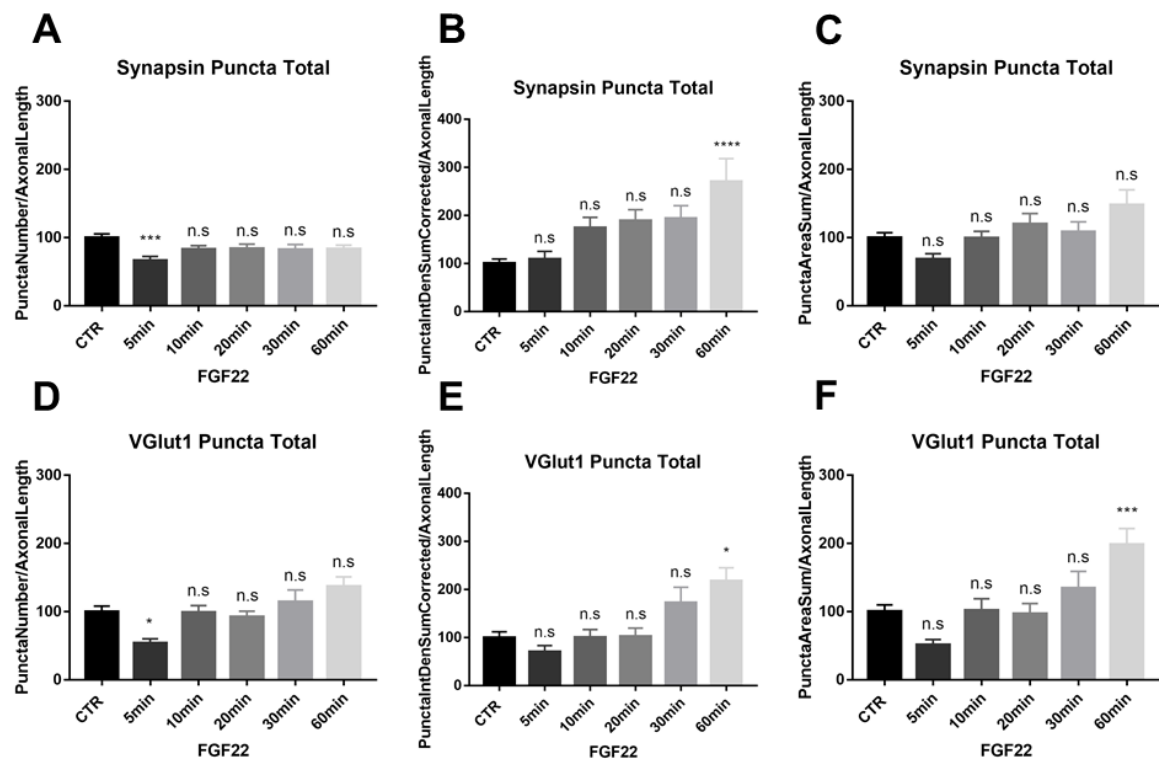 A
Synapsin Puncta Total
PunctaNumber/AxonalLength
300
200
100
0
***
n.s
n.s
n.s
n.s
CTR
5min
10min
20min
30min
60min
FGF22
B
Synapsin Puncta Total
PunctaIntDenSumCorrected/AxonalLength
400
300
200
100
0
n.s
n.s
n.s
n.s
****
CTR
5min
10min
20min
30min
60min
FGF22
C
Synapsin Puncta Total
PunctaAreaSum/AxonalLength
300
200
100
0
n.s
n.s
n.s
n.s
n.s
CTR
5min
10min
20min
30min
60min
FGF22
D
VGlut1 Puncta Total
PunctaNumber/AxonalLength
300
200
100
0
*
n.s
n.s
n.s
n.s
CTR
5min
10min
20min
30min
60min
FGF22
E
VGlut1 Puncta Total
PunctaIntDenSumCorrected/AxonalLength
400
300
200
100
0
n.s
n.s
n.s
n.s
*
CTR
5min
10min
20min
30min
60min
FGF22
F
VGlut1 Puncta Total
PunctaAreaSum/AxonalLength
300
200
100
0
n.s
n.s
n.s
n.s
***
CTR
5min
10min
20min
30min
60min
FGF22